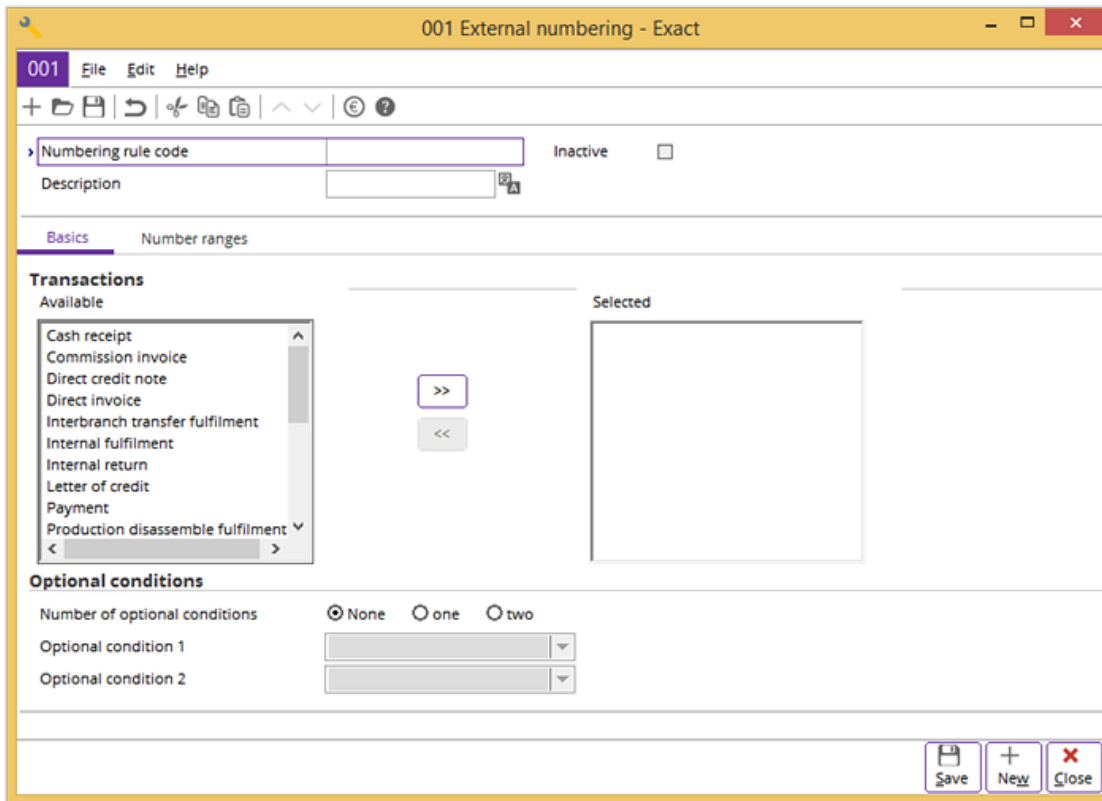 001 External numbering - Exact
001 File Edit Help
Numbering rule code Inactive
Description
Basics Number ranges
Transactions
Available Selected
Cash receipt
Commission invoice
Direct credit note
Direct invoice
Interbranch transfer fulfilment
Internal fulfilment
Internal return
Letter of credit
Payment
Production disassemble fulfilment
>>
<<
Optional conditions
Number of optional conditions None one two
Optional condition 1
Optional condition 2
Save New Close